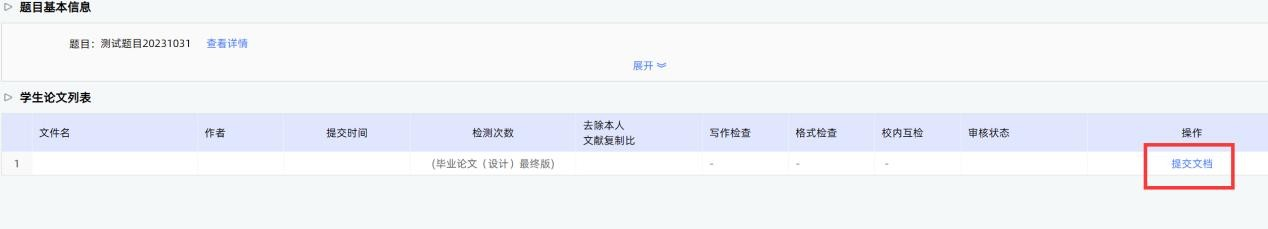 题目基本信息
题目：测试题目20231031 查看详情
展开
学生论文列表
文件名 作者 提交时间 检测次数 去除本人 写作检查 格式检查 校内互检 审核状态 操作
文献复制比
1 (毕业论文（设计）最终版) - - - 提交文档